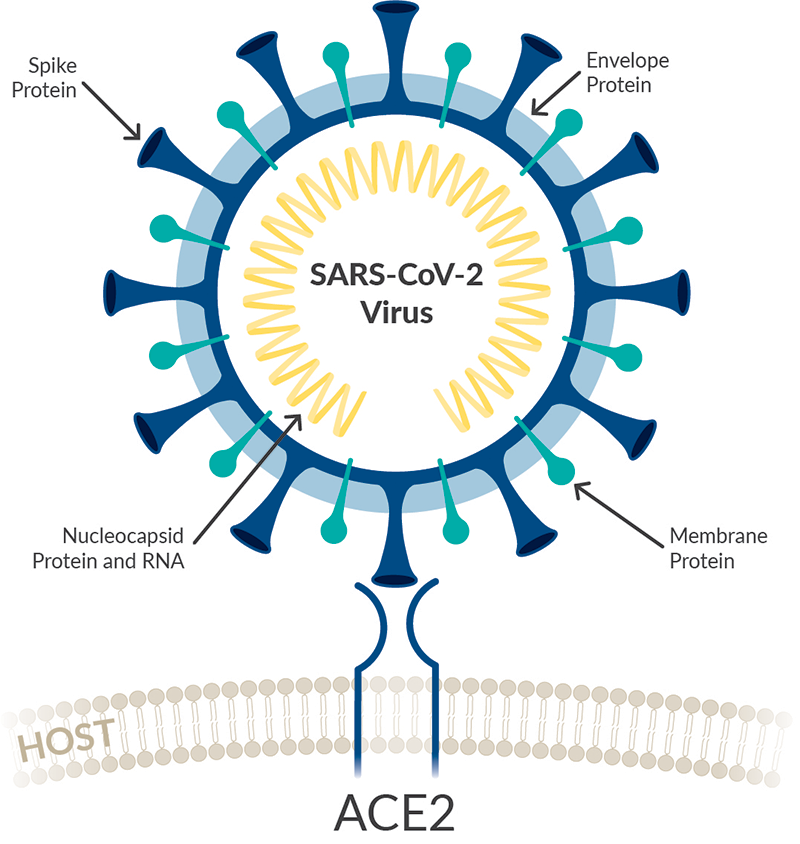 Spike
Protein
Envelope
Protein
SARS-CoV-2
Virus
Nucleocapsid
Protein and RNA
Membrane
Protein
HOST
ACE2